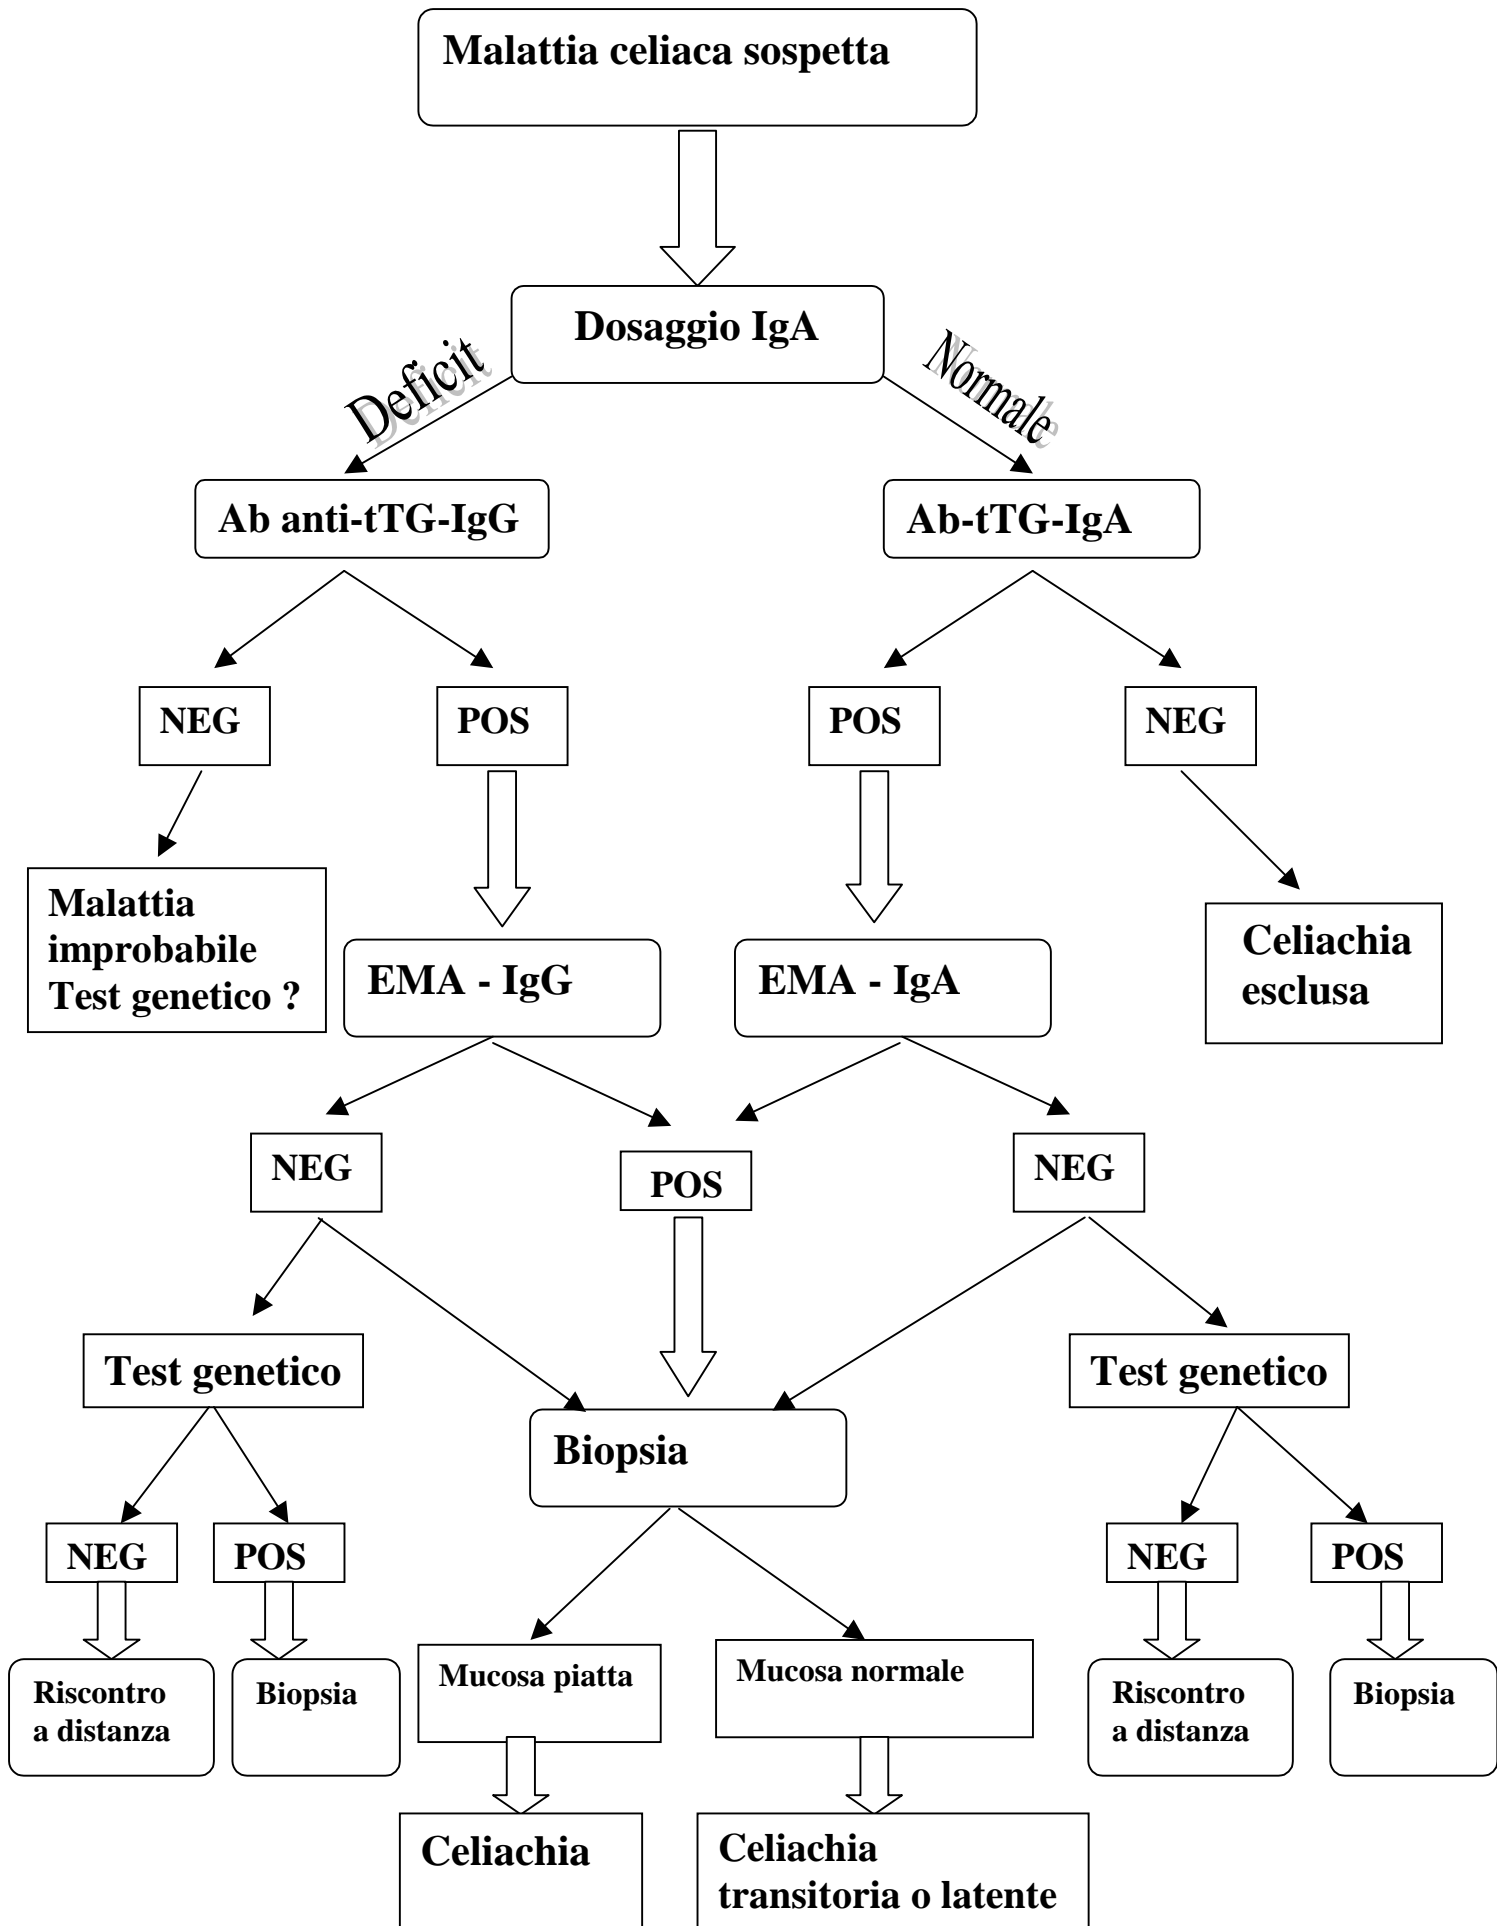 Malattia celiaca sospetta
Dosaggio IgA
Deficit
Normale
Ab anti-tTG-IgG
Ab-tTG-IgA
NEG
POS
POS
NEG
Malattia
improbabile
Test genetico ?
EMA - IgG
EMA - IgA
Celiachia
esclusa
NEG
POS
NEG
Test genetico
Test genetico
Biopsia
NEG
POS
NEG
POS
Riscontro
a distanza
Biopsia
Mucosa piatta
Mucosa normale
Riscontro
a distanza
Biopsia
Celiachia
Celiachia
transitoria o latente